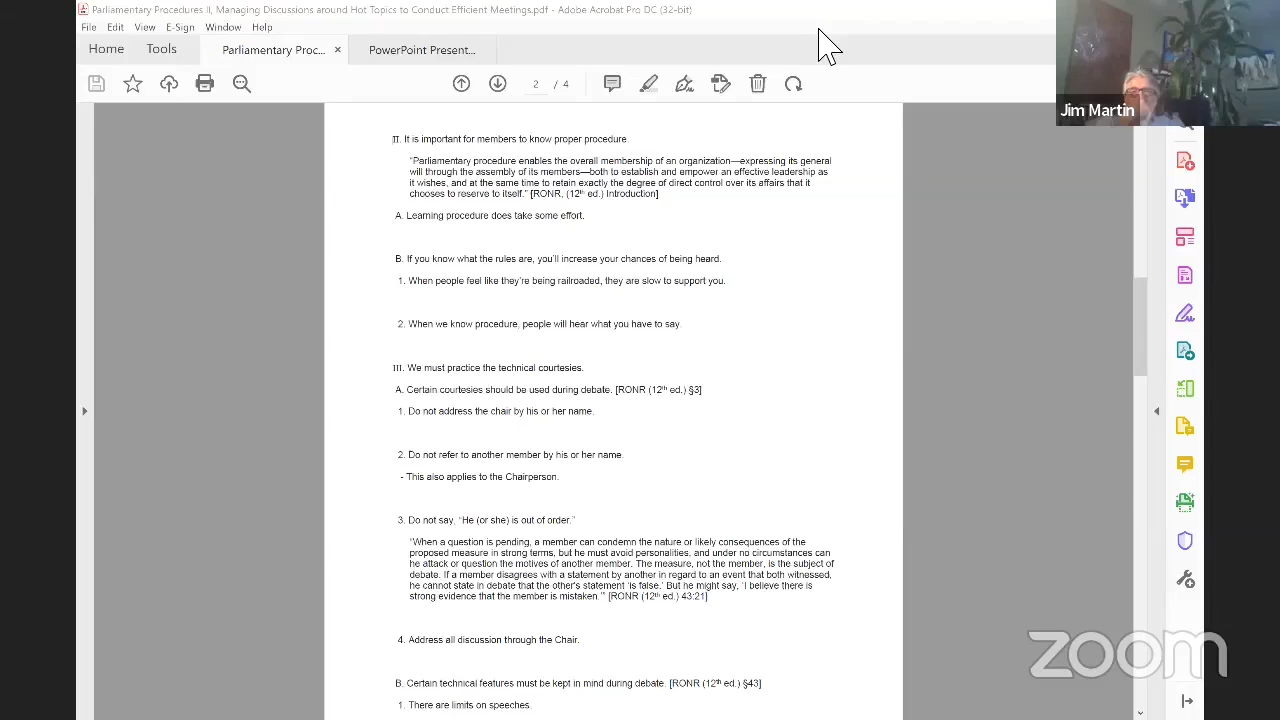 Parliamentary Procedures II, Managing Discussions around Hot Topics to Conduct Efficient Meetings.pdf - Adobe Acrobat Pro DC (32-bit)
File Edit View E-Sign Window Help
Home Tools Parliamentary Proc... × PowerPoint Present...
2 / 4
Jim Martin
II. It is important for members to know proper procedure.
“Parliamentary procedure enables the overall membership of an organization—expressing its general
will through the assembly of its members—both to establish and empower an effective leadership as
it wishes, and at the same time to retain exactly the degree of direct control over its affairs that it
chooses to reserve to itself.” [RONR, (12th ed.) Introduction]
A. Learning procedure does take some effort.
B. If you know what the rules are, you’ll increase your chances of being heard.
1. When people feel like they’re being railroaded, they are slow to support you.
2. When we know procedure, people will hear what you have to say.
III. We must practice the technical courtesies.
A. Certain courtesies should be used during debate. [RONR (12th ed.) §3]
1. Do not address the chair by his or her name.
2. Do not refer to another member by his or her name.
- This also applies to the Chairperson.
3. Do not say, “He (or she) is out of order.”
“When a question is pending, a member can condemn the nature or likely consequences of the
proposed measure in strong terms, but he must avoid personalities, and under no circumstances can
he attack or question the motives of another member. The measure, not the member, is the subject of
debate. If a member disagrees with a statement by another in regard to an event that both witnessed,
he cannot state in debate that the other’s statement ‘is false.’ But he might say, ‘I believe there is
strong evidence that the member is mistaken.’” [RONR (12th ed.) 43:21]
4. Address all discussion through the Chair.
B. Certain technical features must be kept in mind during debate. [RONR (12th ed.) §43]
1. There are limits on speeches.
zoom